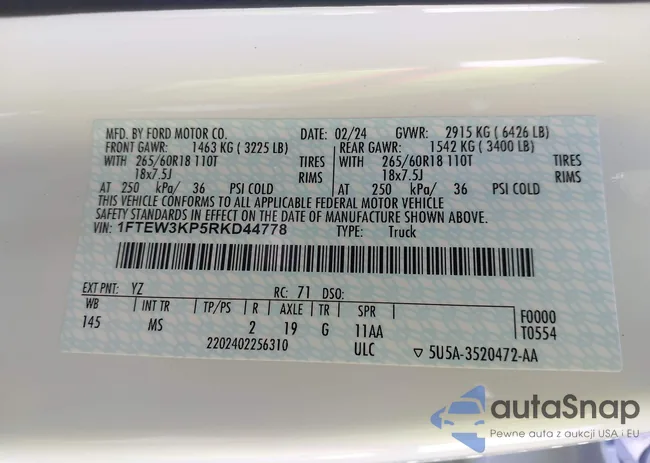 MFD. BY FORD MOTOR CO. DATE: 02/24 GVWR: 2915 KG ( 6426 LB)
FRONT GAWR: 1463 KG ( 3225 LB) REAR GAWR: 1542 KG ( 3400 LB)
WITH 265/60R18 110T TIRES WITH 265/60R18 110T TIRES
18x7.5J RIMS 18x7.5J RIMS
AT 250 kPa/ 36 PSI COLD AT 250 kPa/ 36 PSI COLD
THIS VEHICLE CONFORMS TO ALL APPLICABLE FEDERAL MOTOR VEHICLE
SAFETY STANDARDS IN EFFECT ON THE DATE OF MANUFACTURE SHOWN ABOVE.
VIN: 1FTEW3KP5RKD44778 TYPE: Truck
EXT PNT: YZ RC: 71 DSO:
WB INT TR TP/PS R AXLE TR SPR F0000
145 MS 2 19 G 11AA T0554
2202402256310 ULC ▽ 5U5A-3520472-AA
autaSnap
Pewne auta z aukcji USA i EU